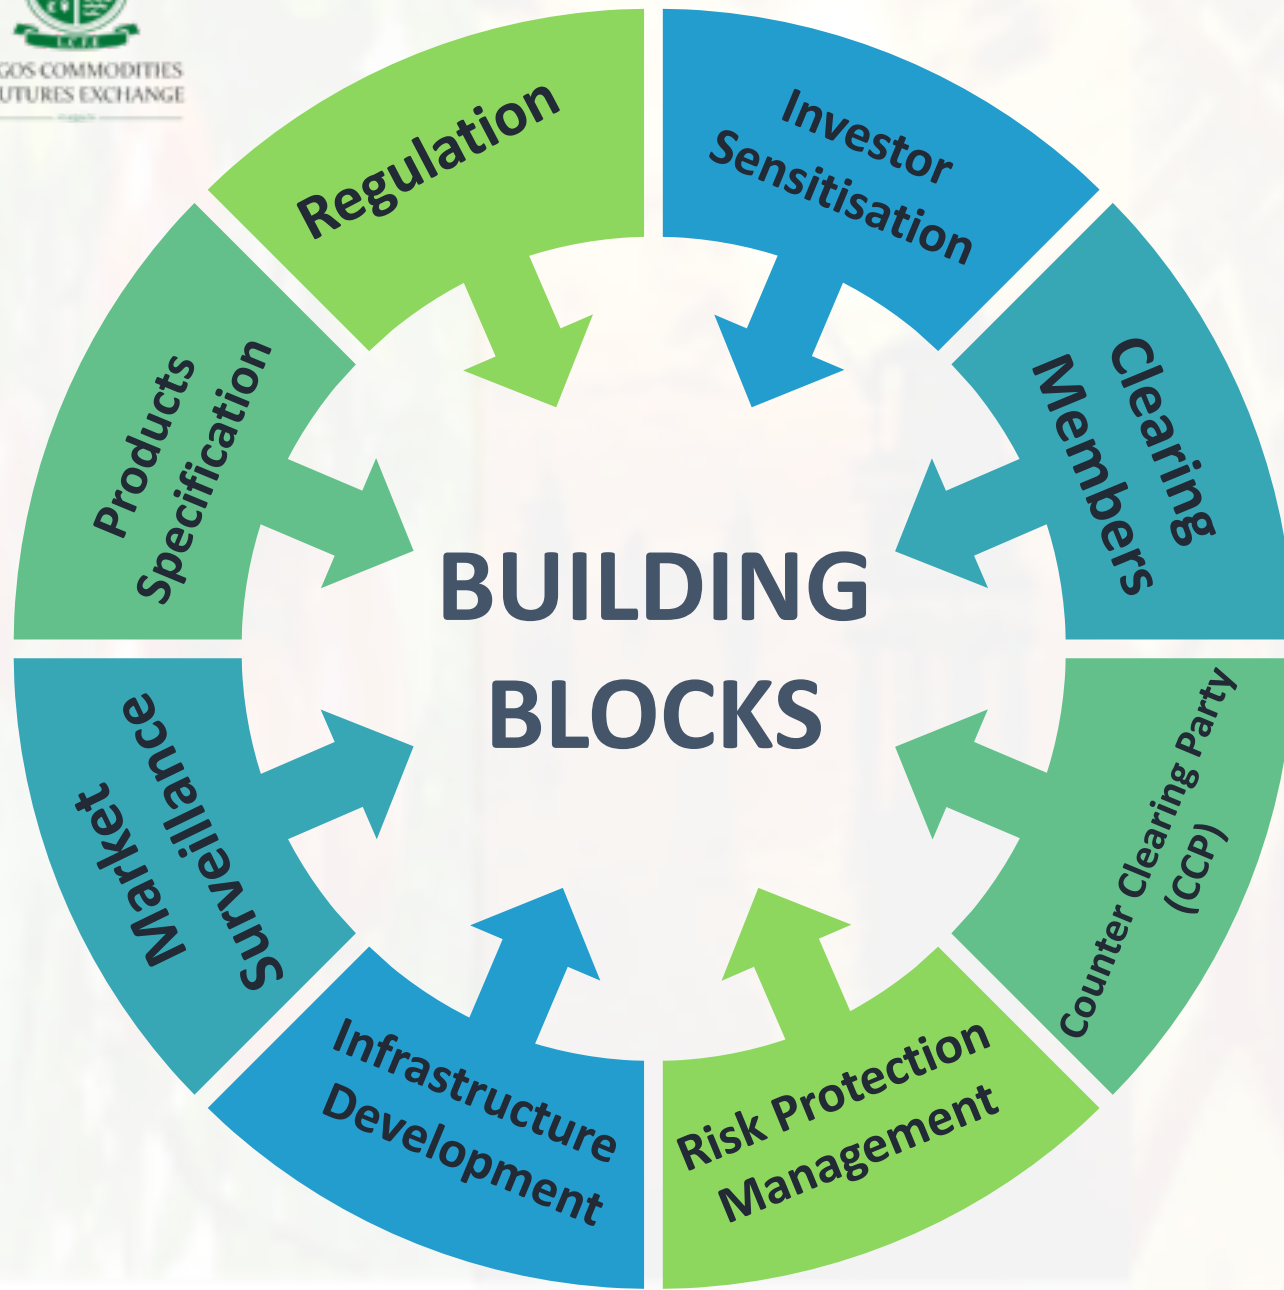 L.C.F.E
GOS COMMODITIES
UTURES EXCHANGE
Regulation
Investor
Sensitisation
Clearing
Members
Counter Clearing Party
(CCP)
Risk Protection
Management
Infrastructure
Development
Market
Surveillance
Products
Specification
BUILDING
BLOCKS